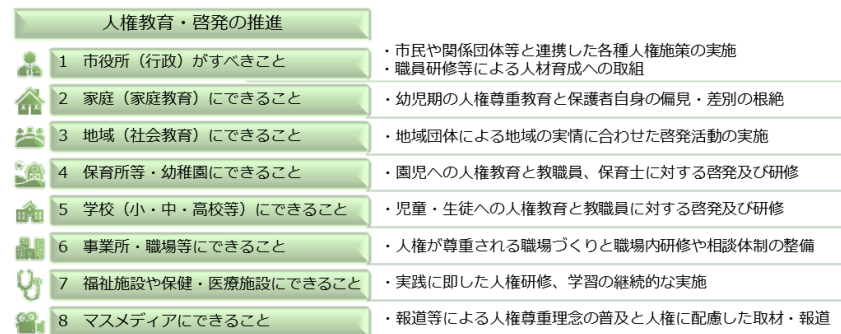 人権教育・啓発の推進
1 市役所（行政）がすべきこと
・市民や関係団体等と連携した各種人権施策の実施
・職員研修等による人材育成への取組
2 家庭（家庭教育）にできること
・幼児期の人権尊重教育と保護者自身の偏見・差別の根絶
3 地域（社会教育）にできること
・地域団体による地域の実情に合わせた啓発活動の実施
4 保育所等・幼稚園にできること
・園児への人権教育と教職員、保育士に対する啓発及び研修
5 学校（小・中・高校等）にできること
・児童・生徒への人権教育と教職員に対する啓発及び研修
6 事業所・職場等にできること
・人権が尊重される職場づくりと職場内研修や相談体制の整備
7 福祉施設や保健・医療施設にできること
・実践に即した人権研修、学習の継続的な実施
8 マスメディアにできること
・報道等による人権尊重理念の普及と人権に配慮した取材・報道